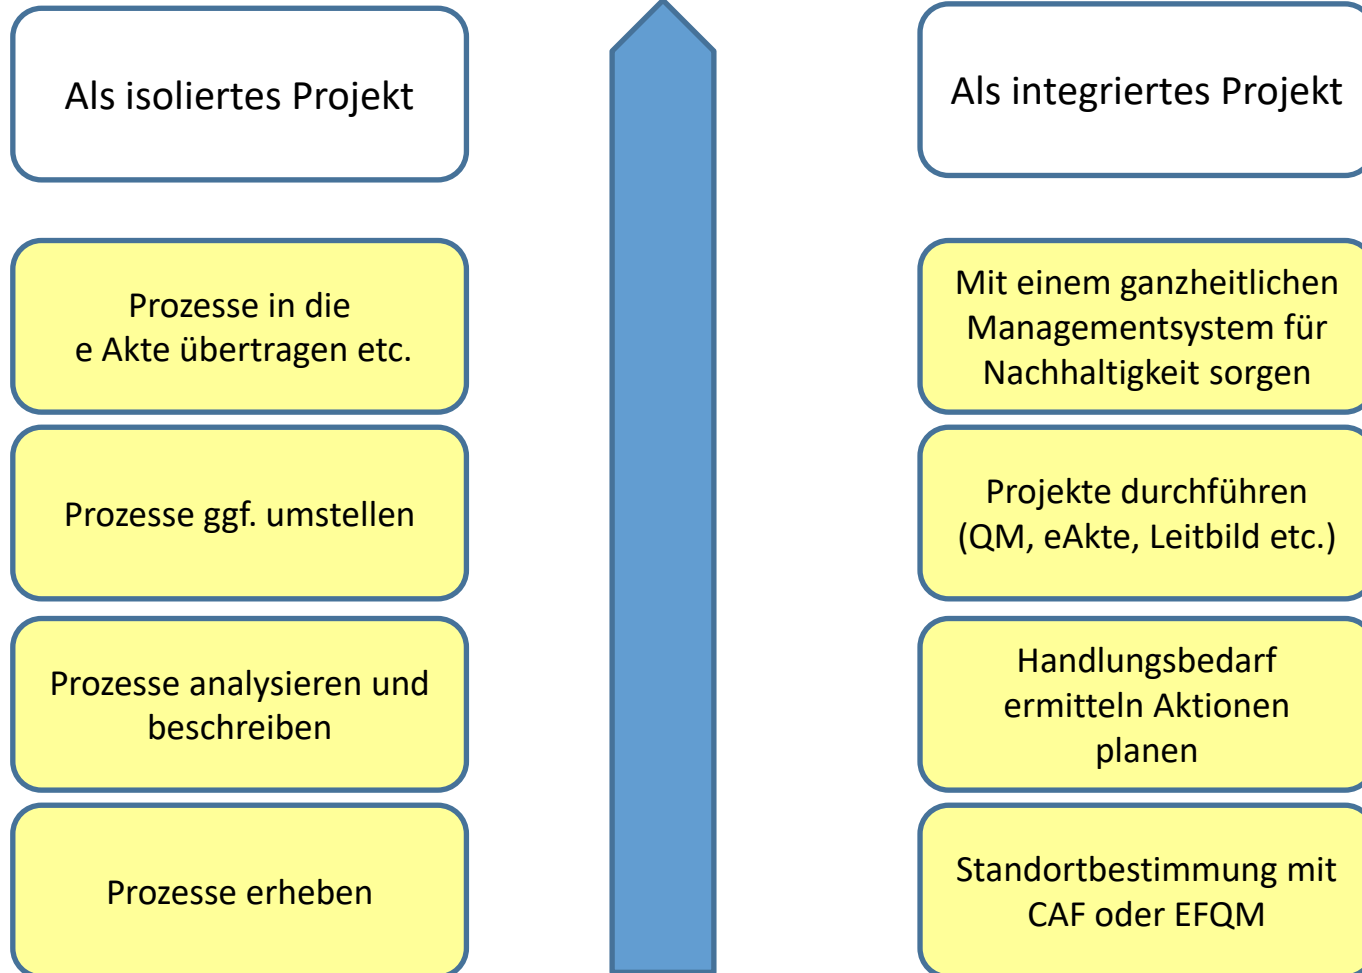 Als isoliertes Projekt
Prozesse in die
e Akte übertragen etc.
Prozesse ggf. umstellen
Prozesse analysieren und
beschreiben
Prozesse erheben
Als integriertes Projekt
Mit einem ganzheitlichen
Managementsystem für
Nachhaltigkeit sorgen
Projekte durchführen
(QM, eAkte, Leitbild etc.)
Handlungsbedarf
ermitteln Aktionen
planen
Standortbestimmung mit
CAF oder EFQM